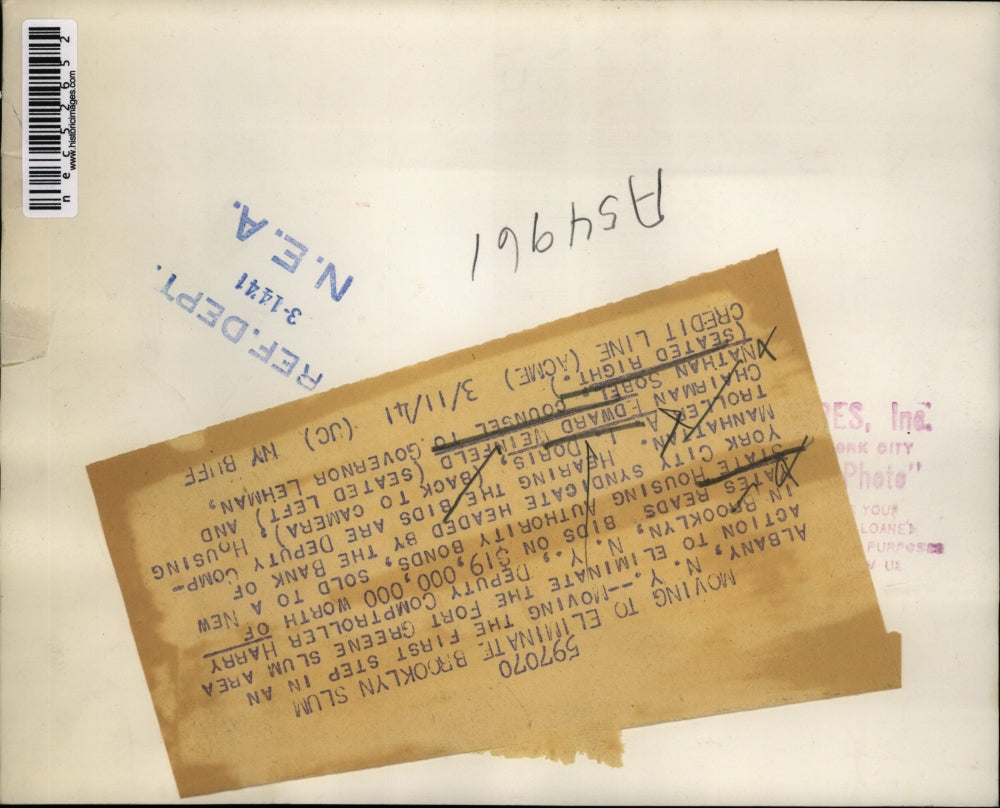 nec52652
www.historicimages.com
A54961
REF. DEPT.
3-14-41
N.E.A.
597070
MOVING TO ELIMINATE BROOKLYN SLUM
ALBANY, N. Y.--MOVING THE FIRST STEP IN AN
ACTION TO ELIMINATE THE FORT GREENE SLUM AREA
IN BROOKLYN, N. Y., DEPUTY COMPTROLLER HARRY
READS BIDS ON $19,000,000 WORTH OF
STATE HOUSING AUTHORITY BONDS, SOLD TO A NEW
YORK CITY SYNDICATE HEADED BY THE BANK OF
MANHATTAN. HEARING THE BIDS ARE DEPUTY COMP-
TROLLER DORIS, (BACK TO CAMERA), HOUSING
CHAIRMAN EDWARD WEINFELD (SEATED LEFT) AND
NATHAN SOBEL, COUNSEL TO GOVERNOR LEHMAN,
(SEATED RIGHT).
CREDIT LINE (ACME) 3/11/41 (JC) NY BUFF
ES, Inc.
ORK CITY
Photo"
YOUR
LOANED
PURPOSES